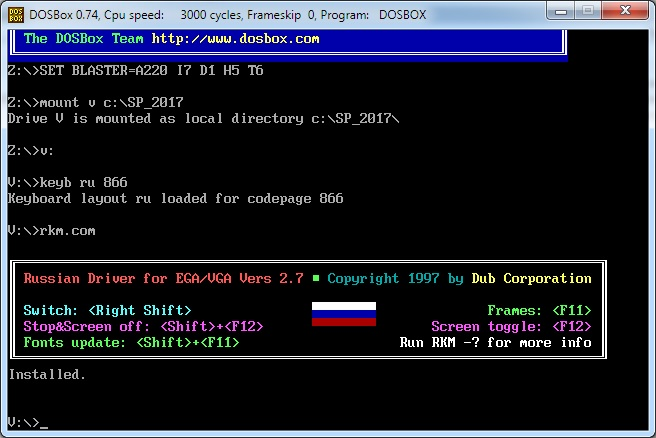 DOSBox 0.74, Cpu speed: 3000 cycles, Frameskip 0, Program: DOSBOX
The DOSBox Team http://www.dosbox.com
Z:\>SET BLASTER=A220 I7 D1 H5 T6
Z:\>mount v c:\SP_2017
Drive V is mounted as local directory c:\SP_2017\
Z:\>v:
V:\>keyb ru 866
Keyboard layout ru loaded for codepage 866
V:\>rkm.com
Russian Driver for EGA/VGA Vers 2.7 ■ Copyright 1997 by Dub Corporation
Switch: <Right Shift> Frames: <F11>
Stop&Screen off: <Shift>+<F12> Screen toggle: <F12>
Fonts update: <Shift>+<F11> Run RKM -? for more info
Installed.
V:\>_